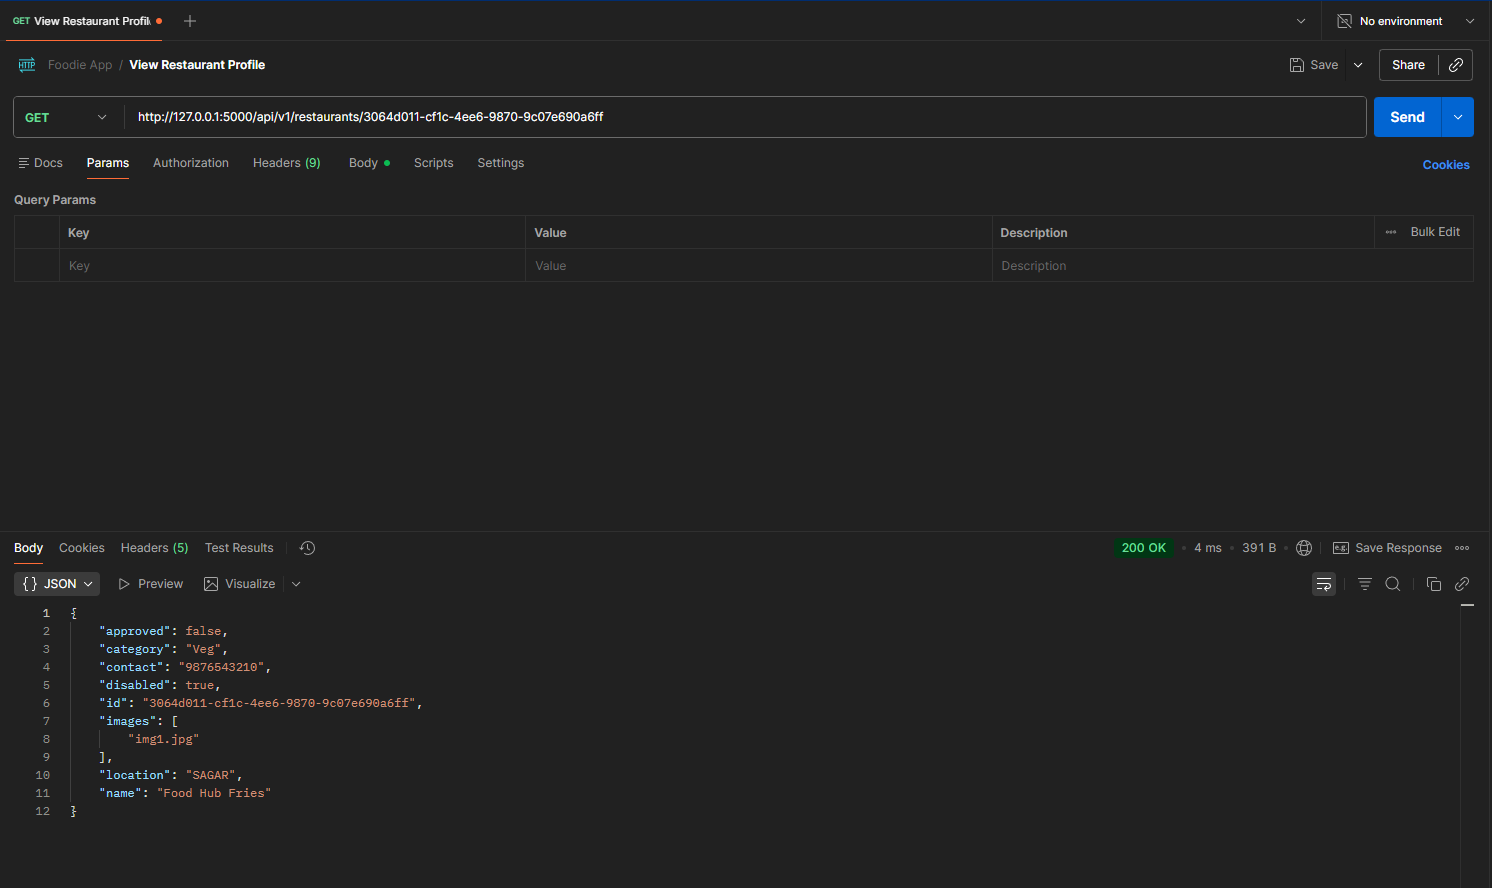 GET View Restaurant Profil
No environment
HTTP Foodie App / View Restaurant Profile
Save
Share
GET http://127.0.0.1:5000/api/v1/restaurants/3064d011-cf1c-4ee6-9870-9c07e690a6ff
Send
Docs Params Authorization Headers (9) Body Scripts Settings
Cookies
Query Params
Key Value Description Bulk Edit
Key Value Description
Body Cookies Headers (5) Test Results
200 OK 4 ms 391 B e.g. Save Response
{} JSON Preview Visualize
1 {
2 "approved": false,
3 "category": "Veg",
4 "contact": "9876543210",
5 "disabled": true,
6 "id": "3064d011-cf1c-4ee6-9870-9c07e690a6ff",
7 "images": [
8 "img1.jpg"
9 ],
10 "location": "SAGAR",
11 "name": "Food Hub Fries"
12 }